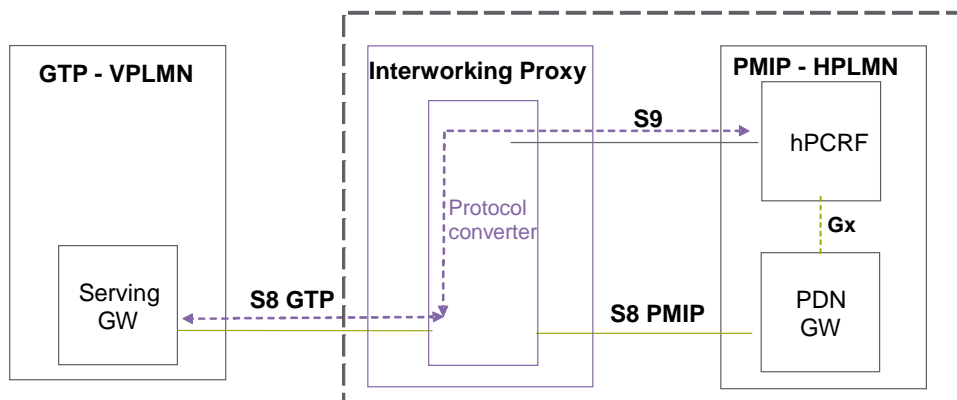 GTP - VPLMN
Interworking Proxy
PMIP - HPLMN
S9
hPCRF
Protocol
converter
Gx
Serving
GW
S8 GTP
S8 PMIP
PDN
GW